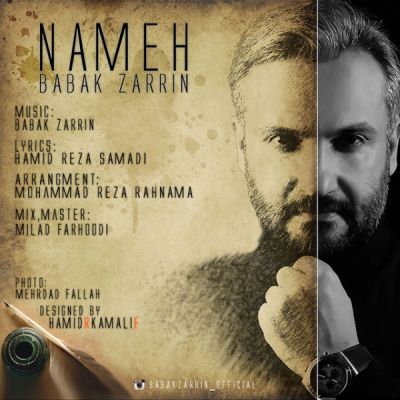 NAMEH
BABAK ZARRIN
MUSIC:
BABAK ZARRIN
LYRICS:
HAMID REZA SAMADI
ARRANGMENT:
MOHAMMAD REZA RAHNAMA
MIX,MASTER:
MILAD FARHOODI
PHOTO:
MEHRDAD FALLAH
DESIGNED BY
HAMIDRKAMALIF
BABAKZARRIN_OFFICIAL